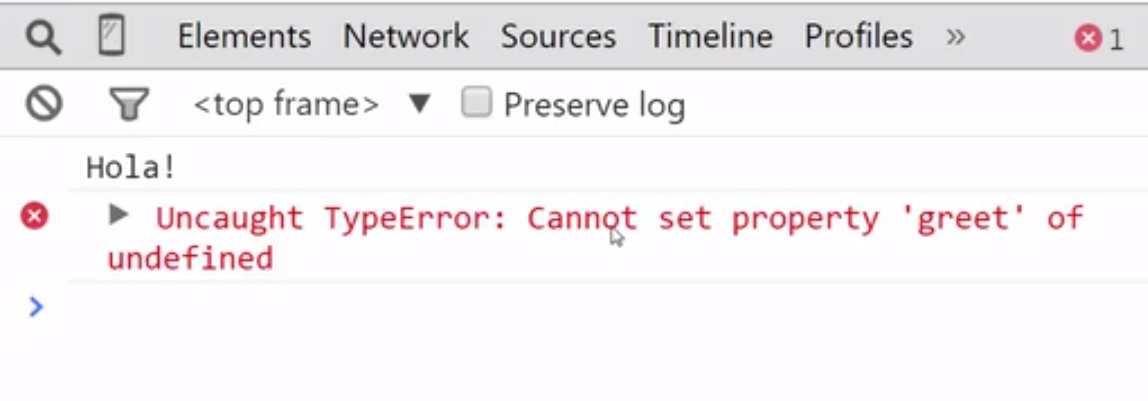 Elements Network Sources Timeline Profiles » 1
<top frame> ▼ Preserve log
Hola!
Uncaught TypeError: Cannot set property 'greet' of
undefined